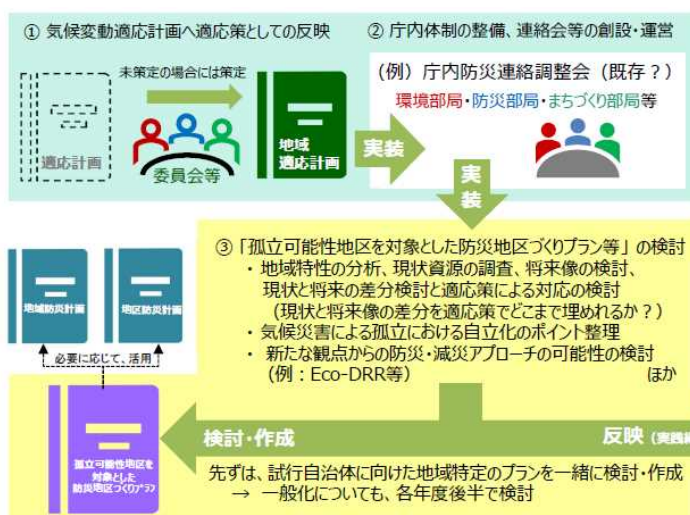 ① 気候変動適応計画へ適応策としての反映
② 庁内体制の整備、連絡会等の創設・運営
未策定の場合には策定
適応計画
委員会等
地域
適応計画
実装
(例)庁内防災連絡調整会(既存?)
環境部局・防災部局・まちづくり部局等
実
装
③「孤立可能性地区を対象とした防災地区づくりプラン等」の検討
・ 地域特性の分析、現状資源の調査、将来像の検討、
現状と将来の差分検討と適応策による対応の検討
(現状と将来像の差分を適応策でどこまで埋めれるか?)
・ 気候災害による孤立における自立化のポイント整理
・ 新たな観点からの防災・減災アプローチの可能性の検討
(例:Eco-DRR等)
ほか
地域防災計画
地区防災計画
必要に応じて、活用
孤立可能性地区を
対象とした
防災地区づくりプラン
検討・作成
反映(実践
先ずは、試行自治体に向けた地域特定のプランを一緒に検討・作成
→ 一般化についても、各年度後半で検討